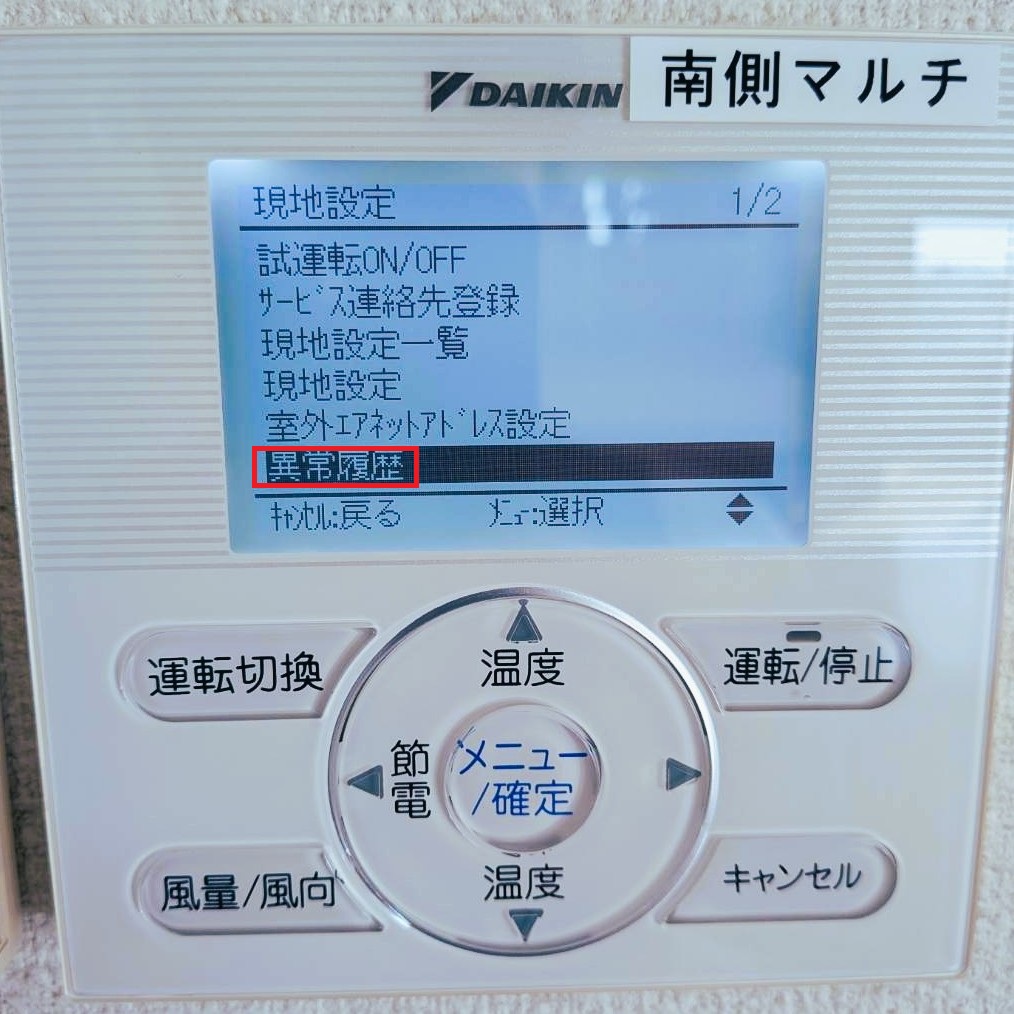 DAIKIN
南側マルチ
現地設定 1/2
試運転ON/OFF
サービス連絡先登録
現地設定一覧
現地設定
室外エアネットアドレス設定
異常履歴
キャンセル:戻る メニュー:選択
運転切換
温度
運転/停止
節電
メニュー
/確定
風量/風向
温度
キャンセル